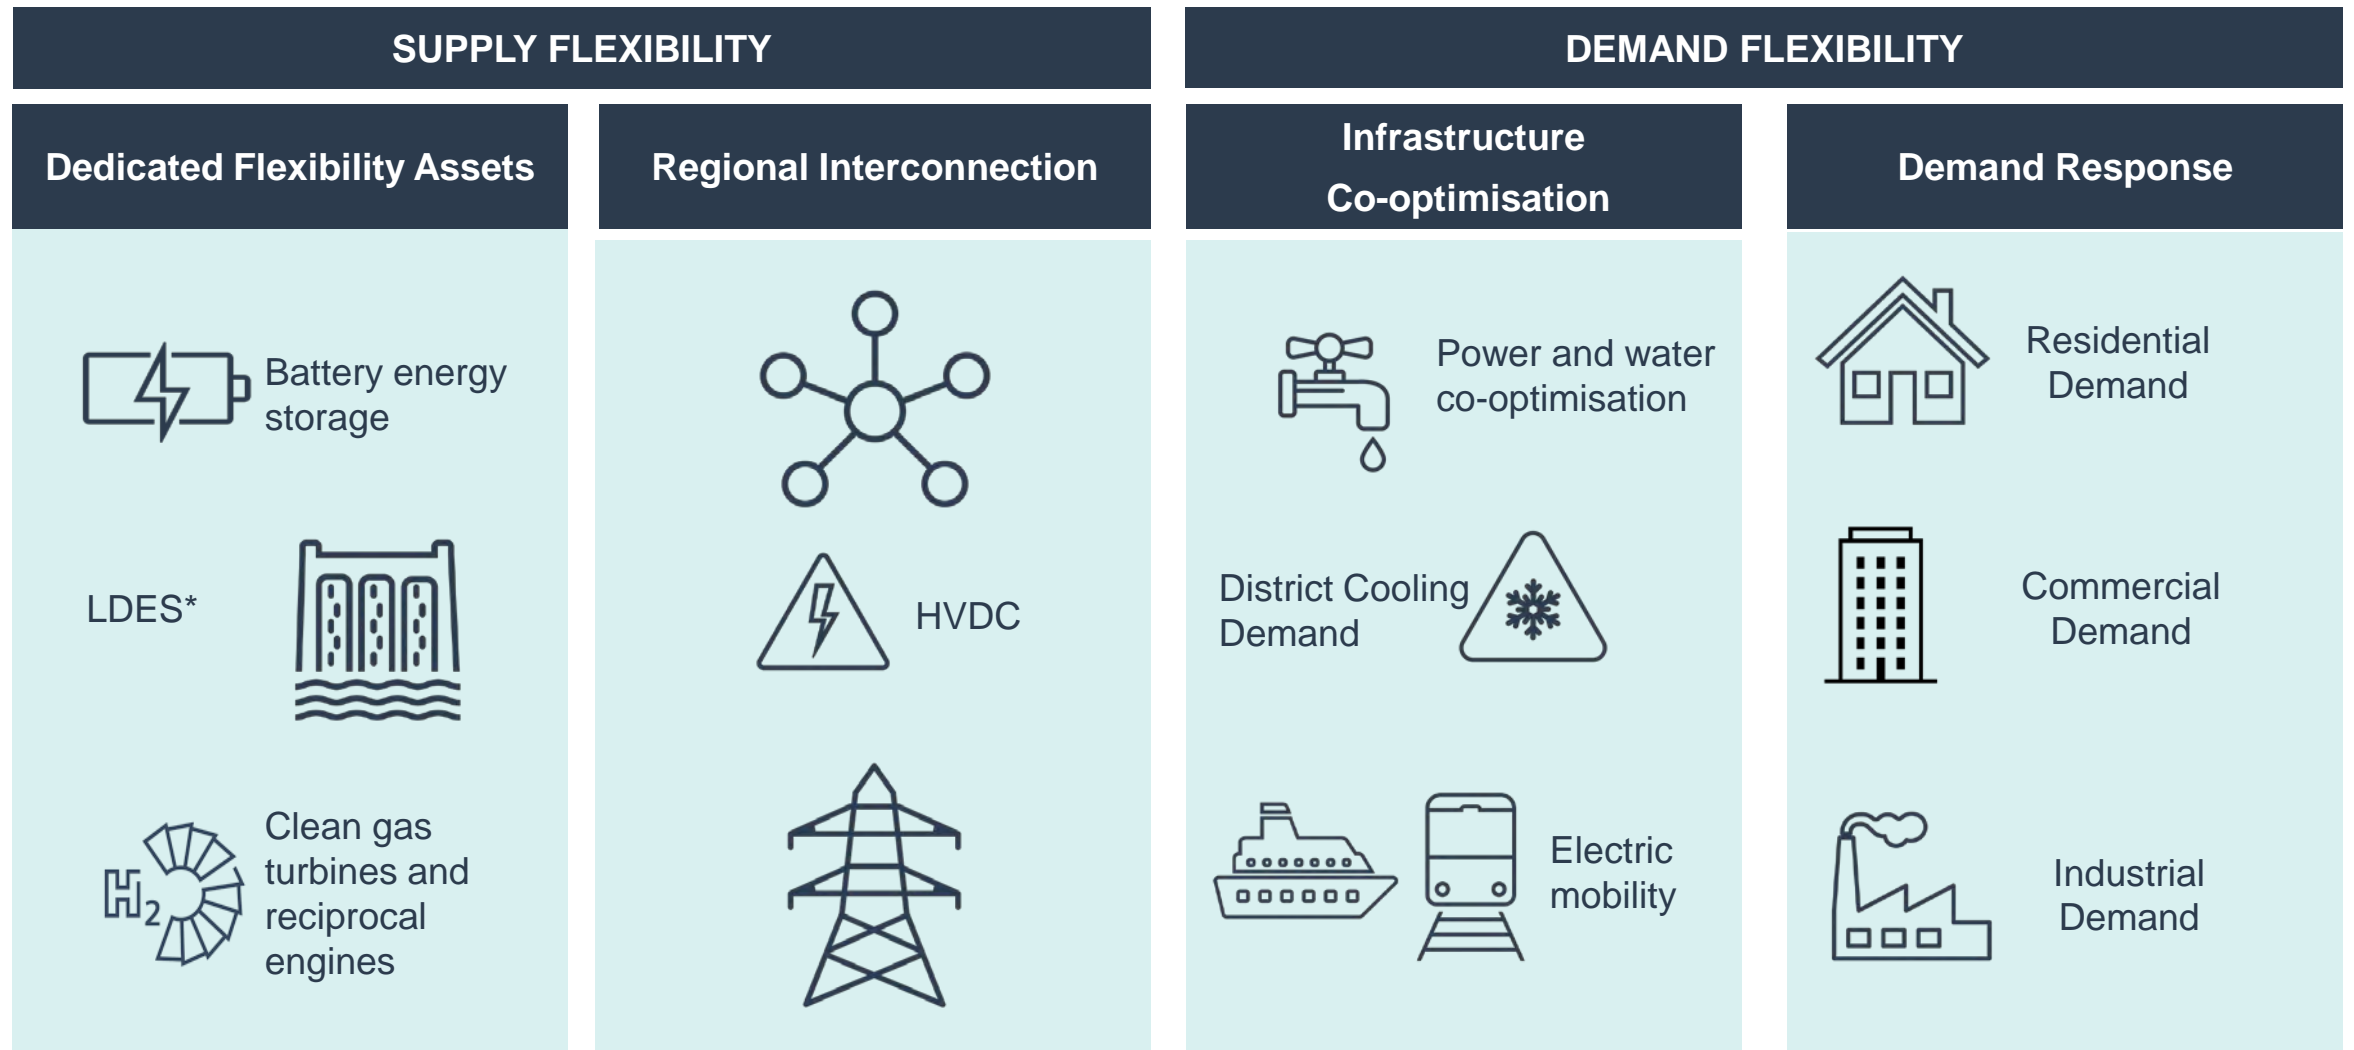 SUPPLY FLEXIBILITY
DEMAND FLEXIBILITY
Dedicated Flexibility Assets
Regional Interconnection
Infrastructure
Co-optimisation
Demand Response
Battery energy
storage
LDES*
H2
Clean gas
turbines and
reciprocal
engines
HVDC
Power and water
co-optimisation
District Cooling
Demand
Electric
mobility
Residential
Demand
Commercial
Demand
Industrial
Demand